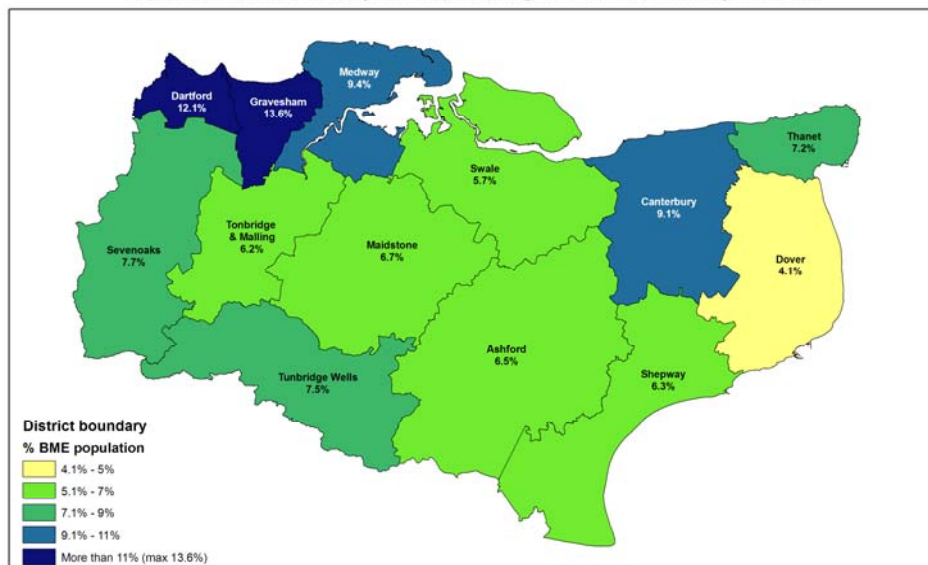 Medway
9.4%
Dartford
12.1%
Gravesham
13.6%
Thanet
7.2%
Swale
5.7%
Canterbury
9.1%
Tonbridge
& Malling
6.2%
Maidstone
6.7%
Sevenoaks
7.7%
Dover
4.1%
Ashford
6.5%
Shepway
6.3%
Tunbridge Wells
7.5%
District boundary
% BME population
4.1% - 5%
5.1% - 7%
7.1% - 9%
9.1% - 11%
More than 11% (max 13.6%)